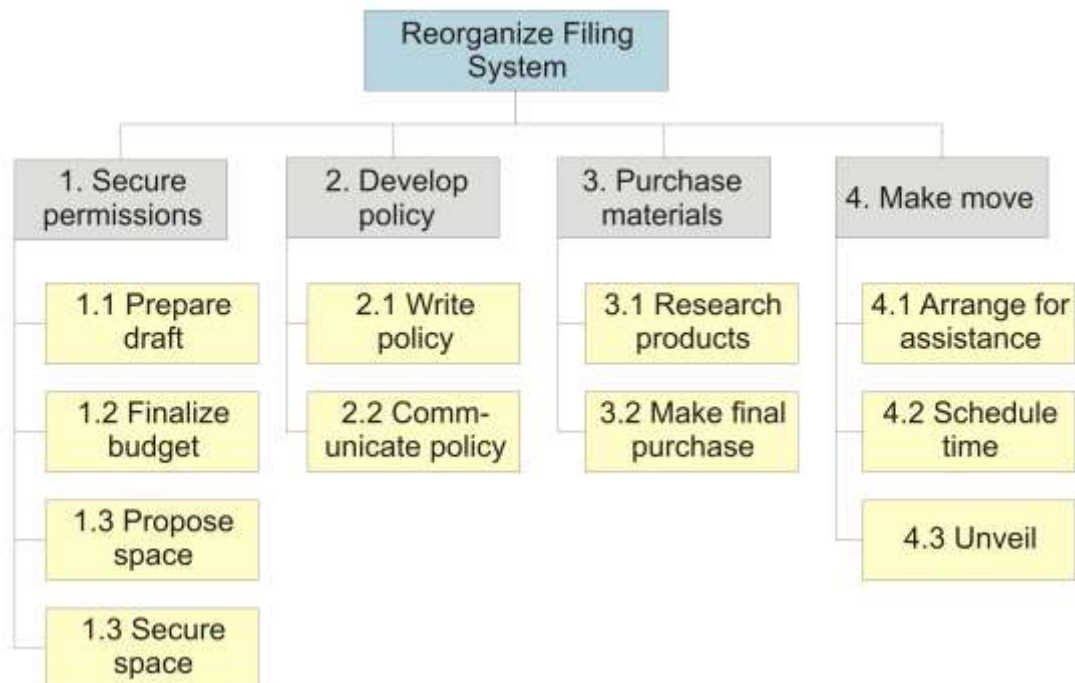 Reorganize Filing
System
1. Secure
permissions
2. Develop
policy
3. Purchase
materials
4. Make move
1.1 Prepare
draft
1.2 Finalize
budget
1.3 Propose
space
1.3 Secure
space
2.1 Write
policy
2.2 Comm-
unicate policy
3.1 Research
products
3.2 Make final
purchase
4.1 Arrange for
assistance
4.2 Schedule
time
4.3 Unveil